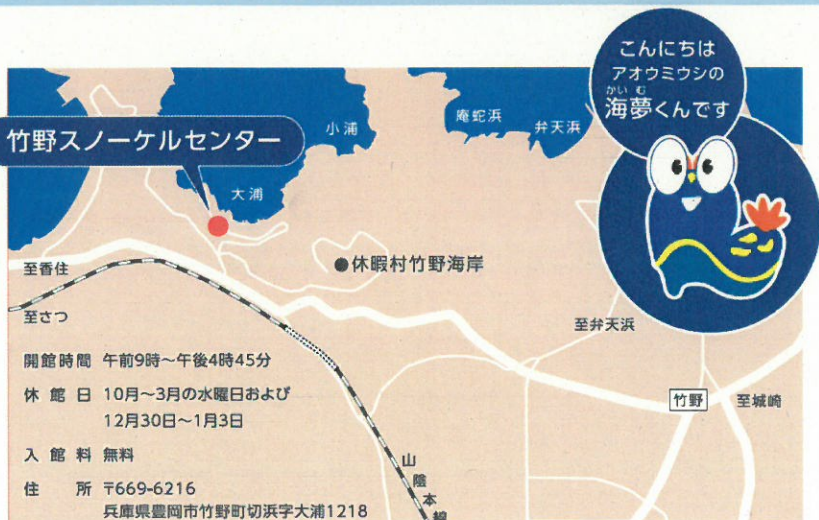 こんにちは
アオウミウシの
かい む
海夢くんです
竹野スノーケルセンター
小浦
庵蛇浜
弁天浜
大浦
休暇村竹野海岸
至香住
至さつ
至弁天浜
竹野
至城崎
山陰本線
開館時間 午前9時~午後4時45分
休館日 10月~3月の水曜日および
12月30日~1月3日
入館料 無料
住所 〒669-6216
兵庫県豊岡市竹野町切浜字大浦1218